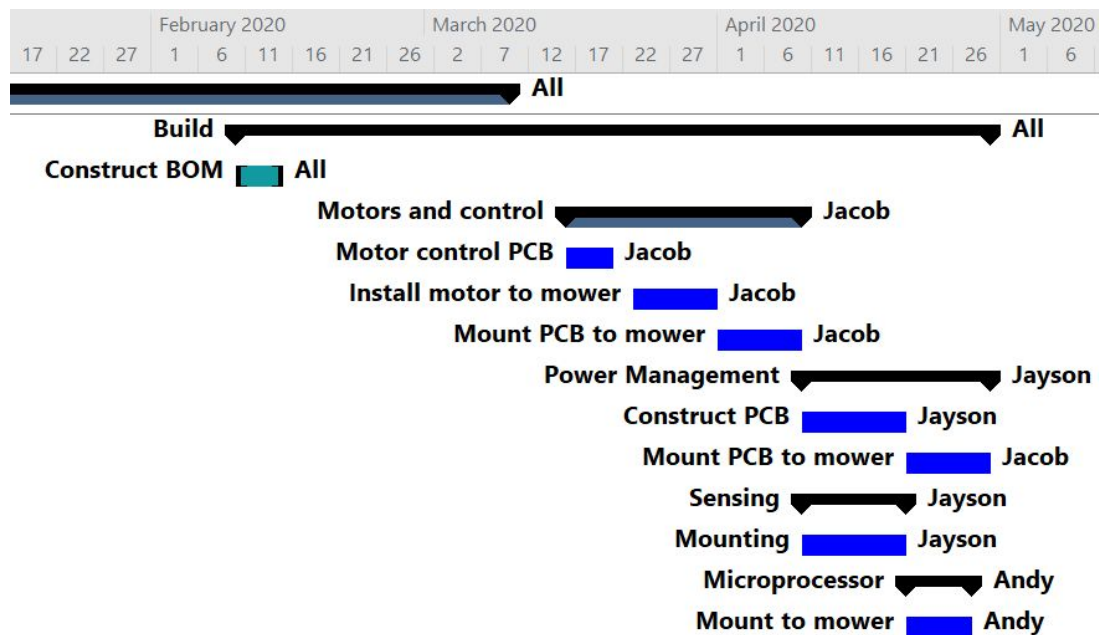 February 2020 March 2020 April 2020 May 2020
17 22 27 1 6 11 16 21 26 2 7 12 17 22 27 1 6 11 16 21 26 1 6
All
Build All
Construct BOM All
Motors and control Jacob
Motor control PCB Jacob
Install motor to mower Jacob
Mount PCB to mower Jacob
Power Management Jayson
Construct PCB Jayson
Mount PCB to mower Jacob
Sensing Jayson
Mounting Jayson
Microprocessor Andy
Mount to mower Andy